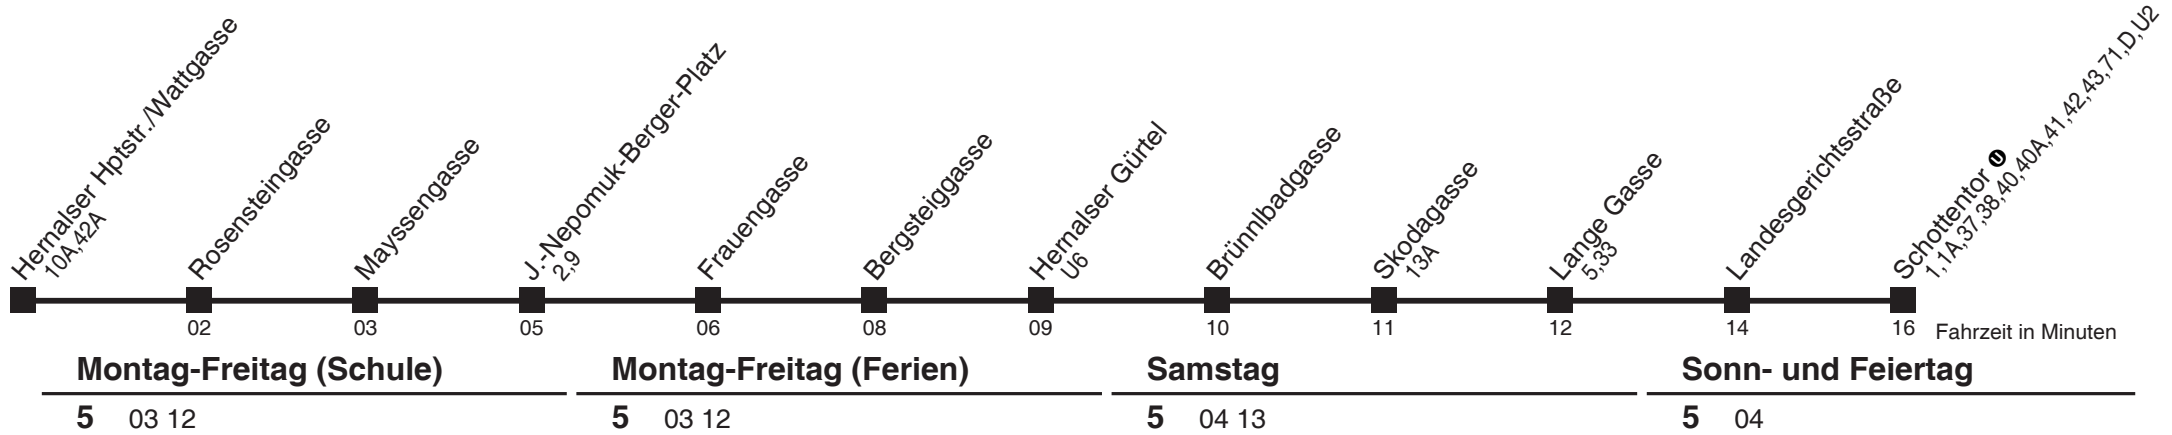 Hernalser Hptstr./Wattgasse
10A,42A
Rosensteingasse
Mayssengasse
J.-Nepomuk-Berger-Platz
2,9
Frauengasse
Bergsteiggasse
Hernalser Gürtel
U6
Brünnlbadgasse
Skodagasse
13A
Lange Gasse
5,33
Landesgerichtsstraße
Schottentor U
1,1A,37,38,40,40A,41,42,43,71,D,U2
02 03 05 06 08 09 10 11 12 14 16 Fahrzeit in Minuten
Montag-Freitag (Schule) Montag-Freitag (Ferien) Samstag Sonn- und Feiertag
5 03 12 5 03 12 5 04 13 5 04